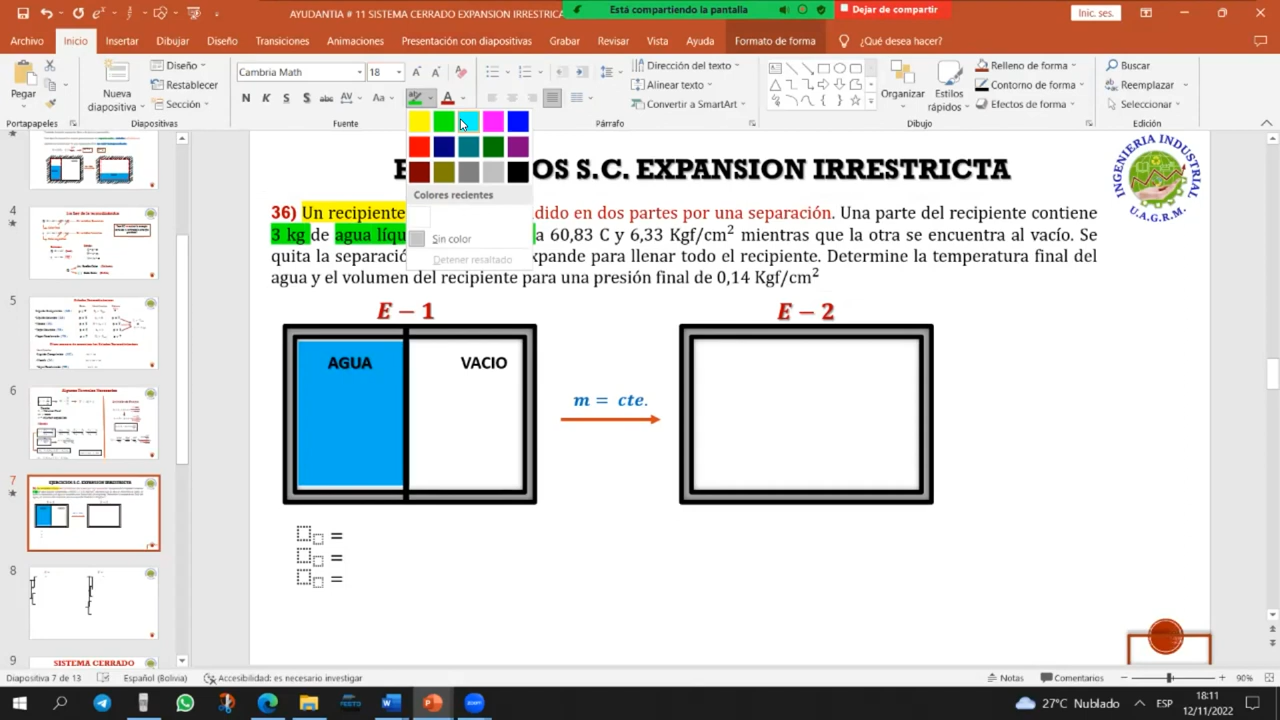 AYUDANTIA # 11 SISTEMA CERRADO EXPANSION IRRESTRICA
Está compartiendo la pantalla
Dejar de compartir
Inic. ses.
Archivo Inicio Insertar Dibujar Diseño Transiciones Animaciones Presentación con diapositivas Grabar Revisar Vista Ayuda Formato de forma ¿Qué desea hacer?
Pegar
Nueva diapositiva
Diseño
Restablecer
Sección
Cambria Math 18
N K S S abc AV Aa A
Dirección del texto
Alinear texto
Convertir a SmartArt
Organizar
Estilos rápidos
Relleno de forma
Contorno de forma
Efectos de forma
Buscar
Reemplazar
Seleccionar
Portapapeles Diapositivas Fuente Párrafo Dibujo Edición
Colores recientes
Sin color
Detener resaltado
E OS S.C. EXPANSION IRRESTRICTA
INGENIERIA INDUSTRIAL
U.A.G.R.M.
36) Un recipiente dido en dos partes por una separación. Una parte del recipiente contiene
3 kg de agua líqu a 60,83 C y 6,33 Kgf/cm² mientras que la otra se encuentra al vacío. Se
quita la separació pande para llenar todo el recipiente. Determine la temperatura final del
agua y el volumen del recipiente para una presión final de 0,14 Kgf/cm²
E − 1
E − 2
AGUA
VACIO
m = cte.
=
=
=
6
7
EJERCICIOS S.C. EXPANSION IRRESTRICTA
8
9
SISTEMA CERRADO
Diapositiva 7 de 13
Español (Bolivia)
Accesibilidad: es necesario investigar
Notas
Comentarios
90%
27°C Nublado
ESP
18:11
12/11/2022